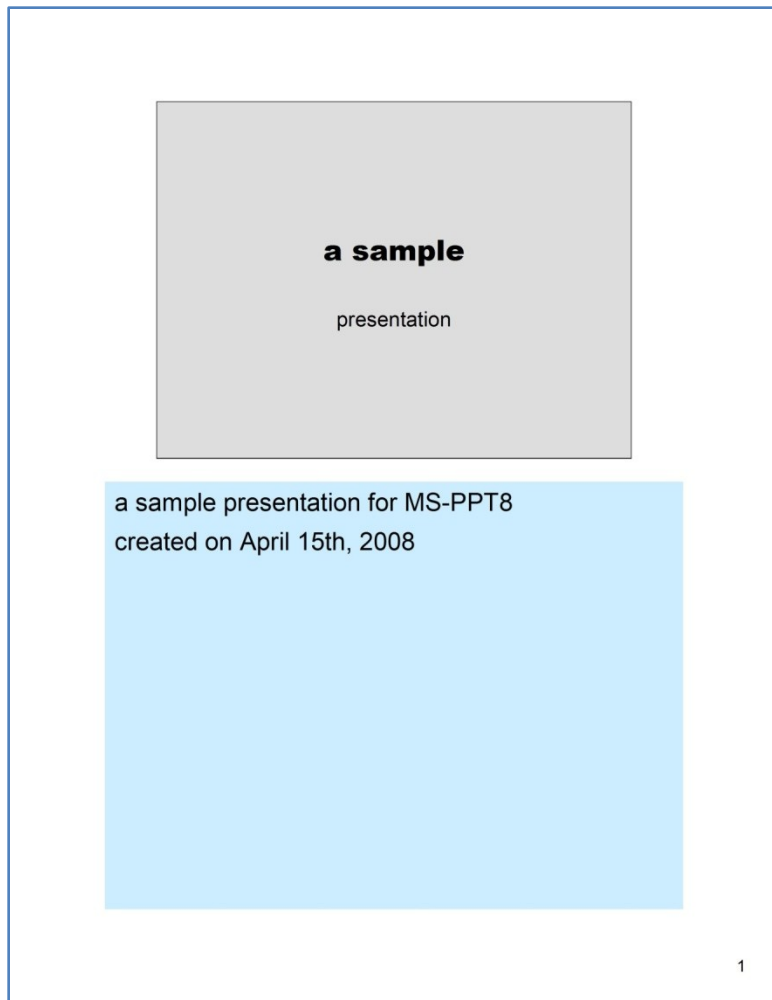 a sample
presentation
a sample presentation for MS-PPT8
created on April 15th, 2008
1